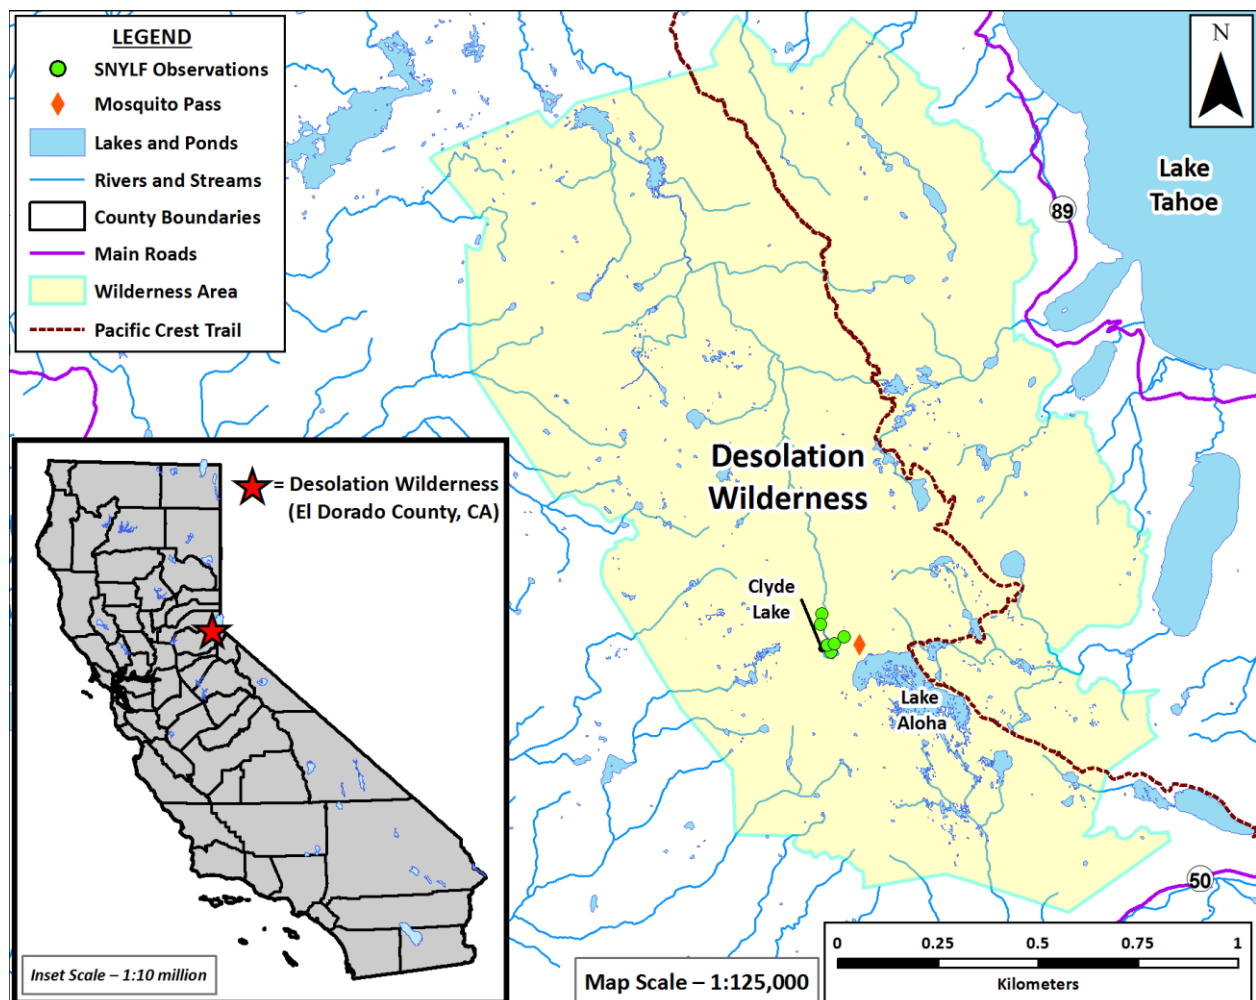 LEGEND
SNYLF Observations
Mosquito Pass
Lakes and Ponds
Rivers and Streams
County Boundaries
Main Roads
Wilderness Area
Pacific Crest Trail
N
Lake
Tahoe
89
Desolation
Wilderness
Clyde
Lake
Lake
Aloha
50
= Desolation Wilderness
(El Dorado County, CA)
Inset Scale – 1:10 million
Map Scale – 1:125,000
0 0.25 0.5 0.75 1
Kilometers